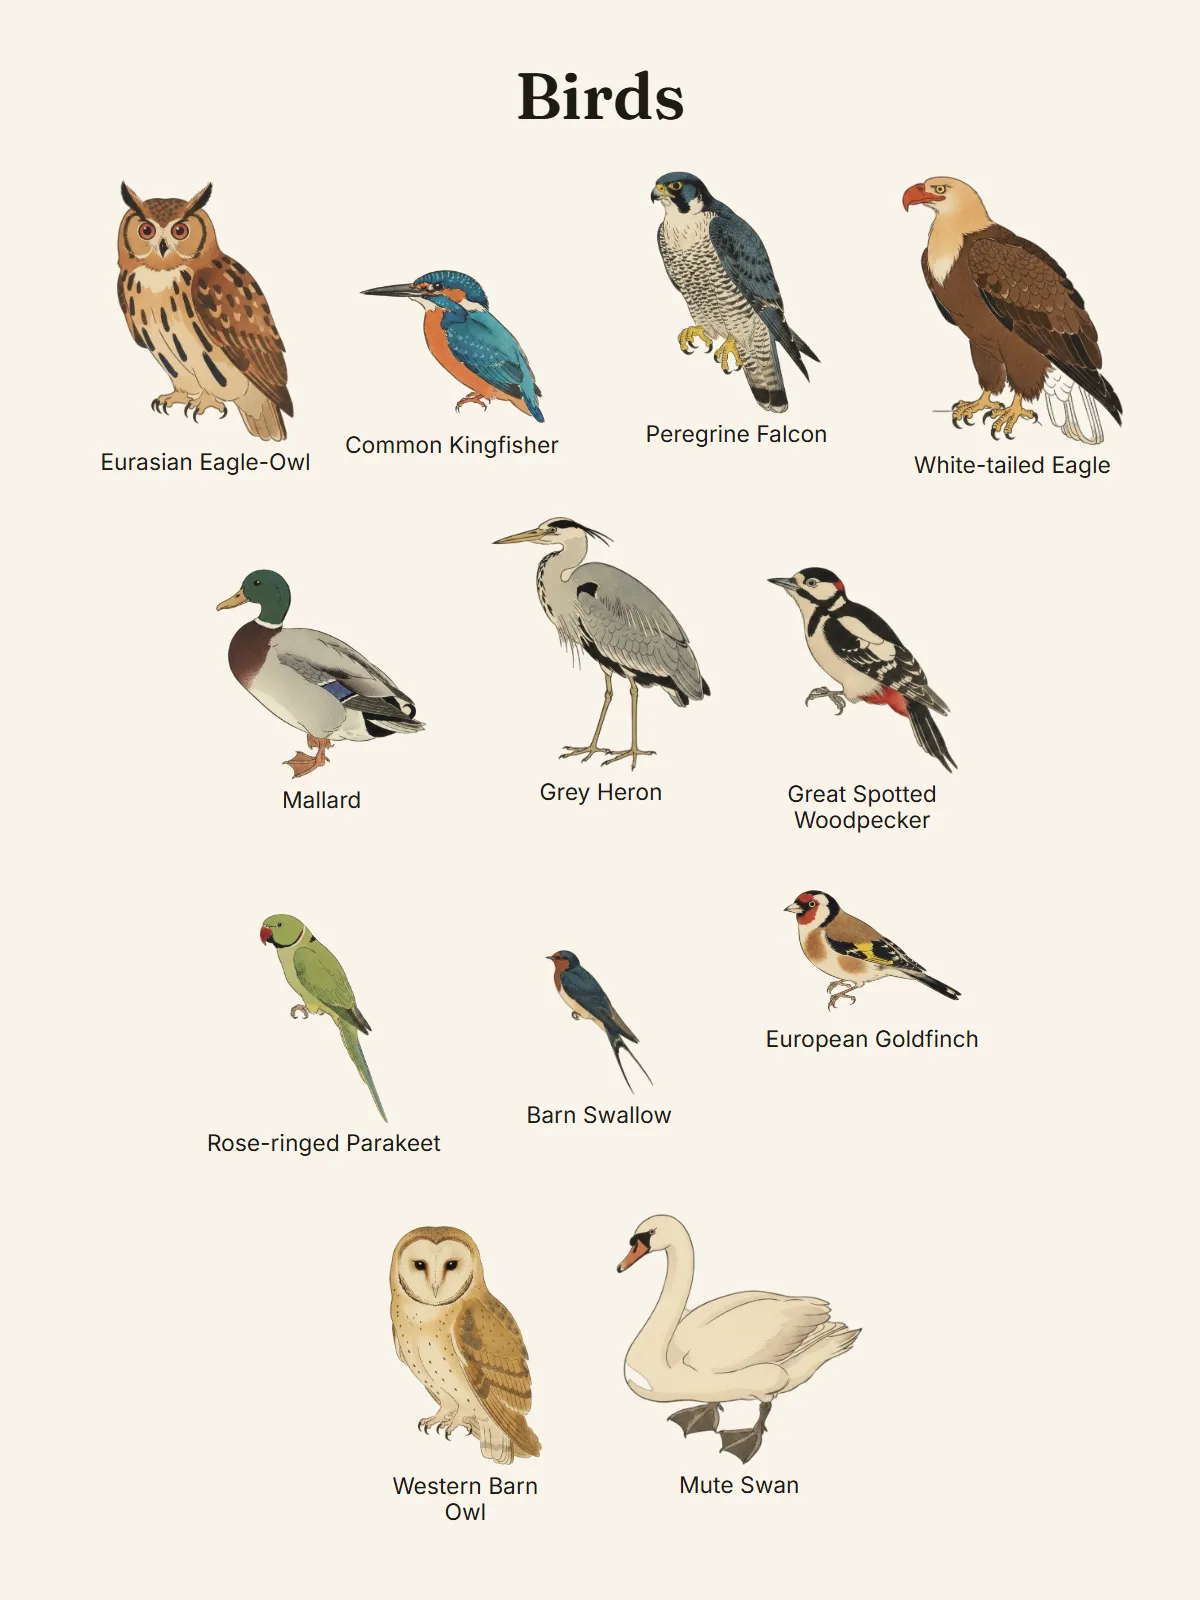 Birds
Eurasian Eagle-Owl
Common Kingfisher
Peregrine Falcon
White-tailed Eagle
Mallard
Grey Heron
Great Spotted
Woodpecker
Rose-ringed Parakeet
Barn Swallow
European Goldfinch
Western Barn
Owl
Mute Swan